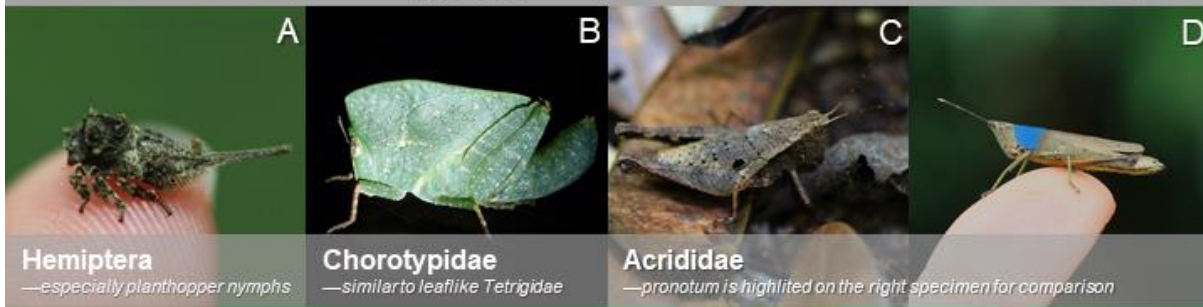 A
B
C
D
Hemiptera
—especially planthopper nymphs
Chorotypidae
—similar to leaflike Tetrigidae
Acrididae
—pronotum is highlited on the right specimen for comparison